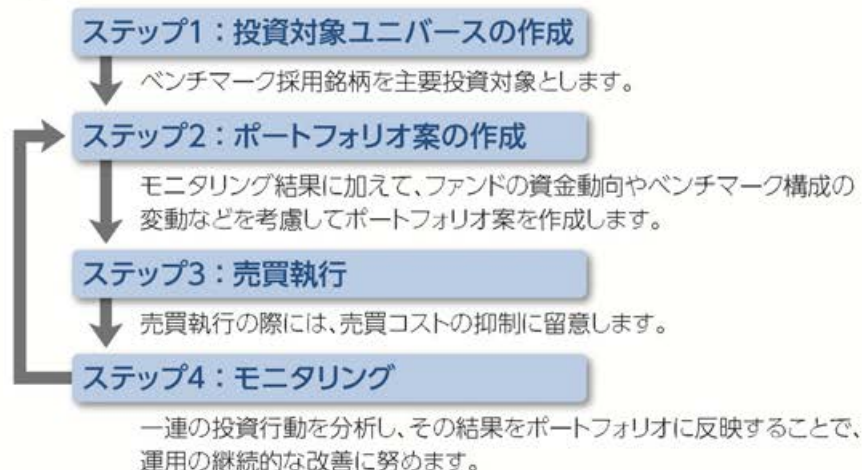 ステップ1：投資対象ユニバースの作成
ベンチマーク採用銘柄を主要投資対象とします。
ステップ2：ポートフォリオ案の作成
モニタリング結果に加えて、ファンドの資金動向やベンチマーク構成の
変動などを考慮してポートフォリオ案を作成します。
ステップ3：売買執行
売買執行の際には、売買コストの抑制に留意します。
ステップ4：モニタリング
一連の投資行動を分析し、その結果をポートフォリオに反映することで、
運用の継続的な改善に努めます。